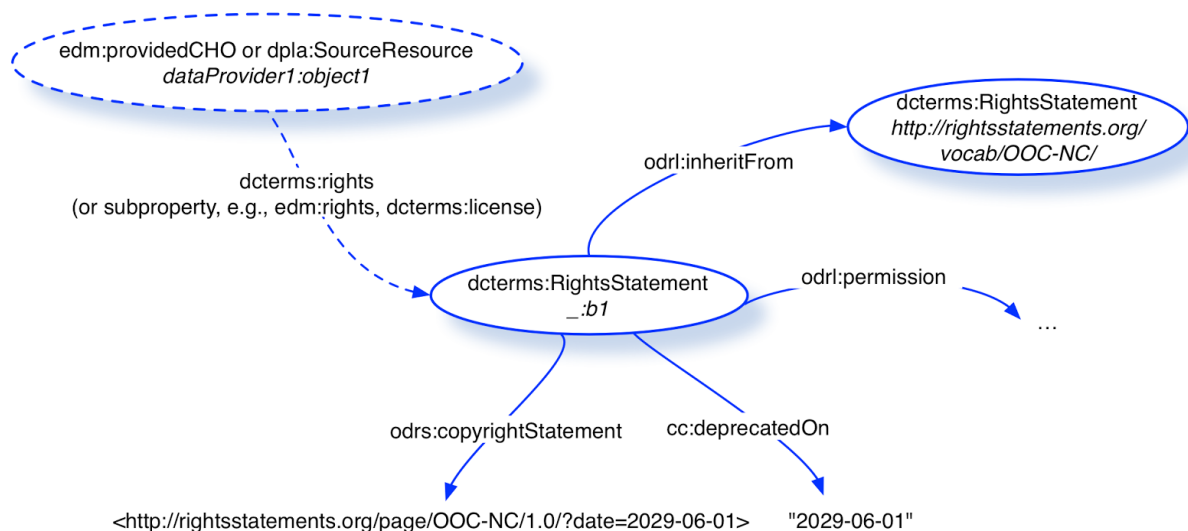 edm:providedCHO or dpla:SourceResource
dataProvider1:object1
dcterms:RightsStatement
http://rightsstatements.org/
vocab/OOC-NC/
odrl:inheritFrom
dcterms:rights
(or subproperty, e.g., edm:rights, dcterms:license)
dcterms:RightsStatement
_:b1
odrl:permission
...
odrs:copyrightStatement
cc:deprecatedOn
<http://rightsstatements.org/page/OOC-NC/1.0/?date=2029-06-01>
"2029-06-01"